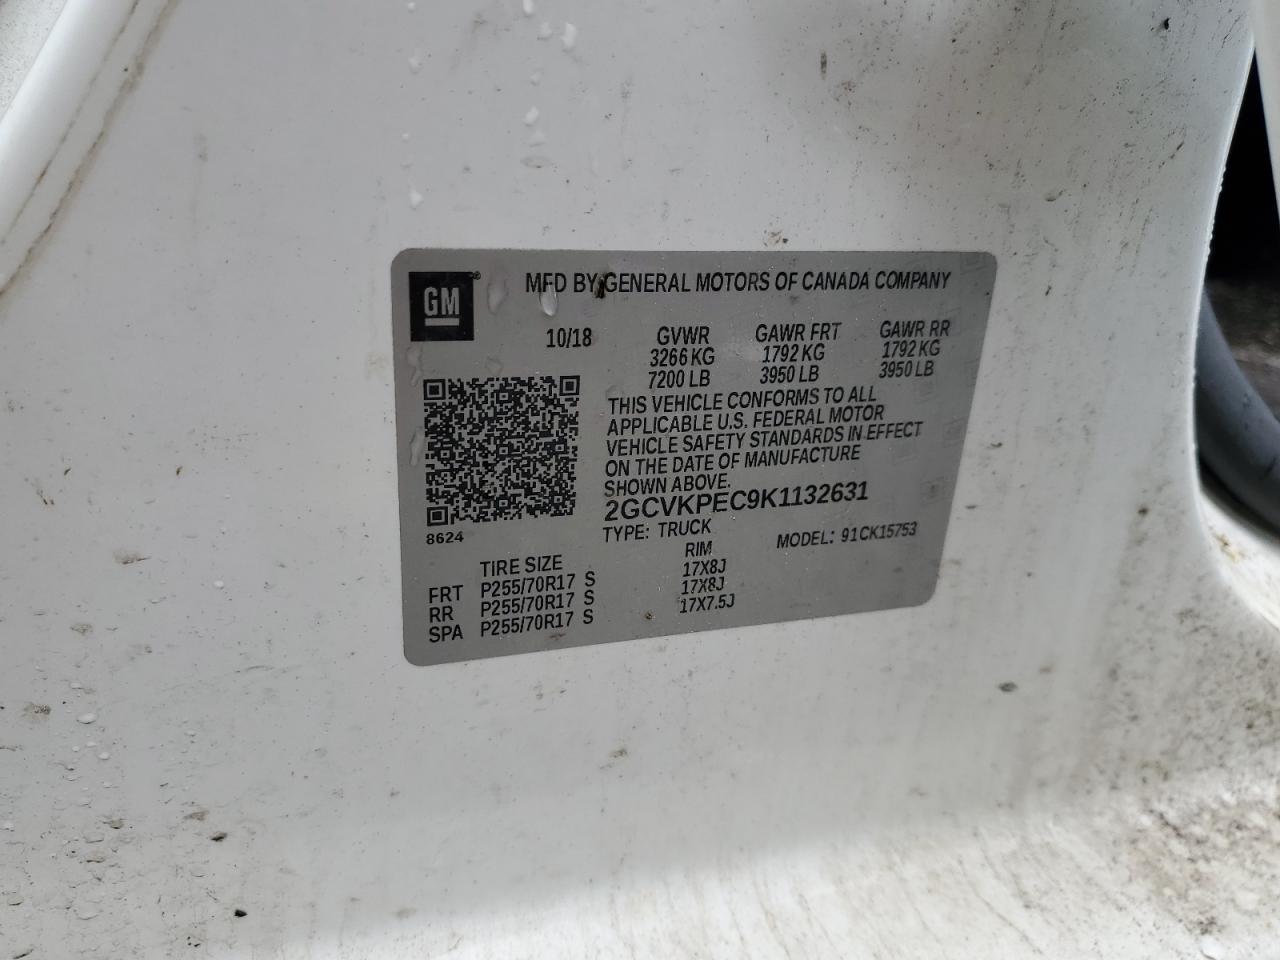 GM
MFD BY GENERAL MOTORS OF CANADA COMPANY
10/18 GVWR GAWR FRT GAWR RR
3266 KG 1792 KG 1792 KG
7200 LB 3950 LB 3950 LB
THIS VEHICLE CONFORMS TO ALL
APPLICABLE U.S. FEDERAL MOTOR
VEHICLE SAFETY STANDARDS IN EFFECT
ON THE DATE OF MANUFACTURE
SHOWN ABOVE.
2GCVKPEC9K1132631
8624 TYPE: TRUCK MODEL: 91CK15753
TIRE SIZE RIM
FRT P255/70R17 S 17X8J
RR P255/70R17 S 17X8J
SPA P255/70R17 S 17X7.5J